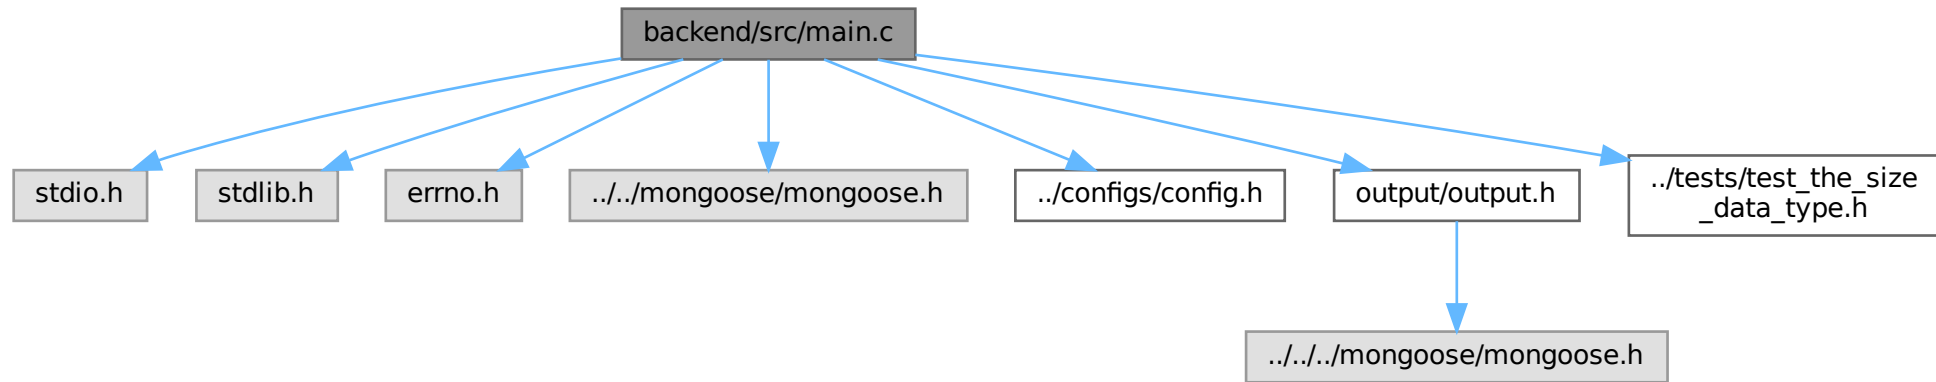 backend/src/main.c
stdio.h
stdlib.h
errno.h
../../mongoose/mongoose.h
../configs/config.h
output/output.h
../tests/test_the_size
_data_type.h
../../../mongoose/mongoose.h